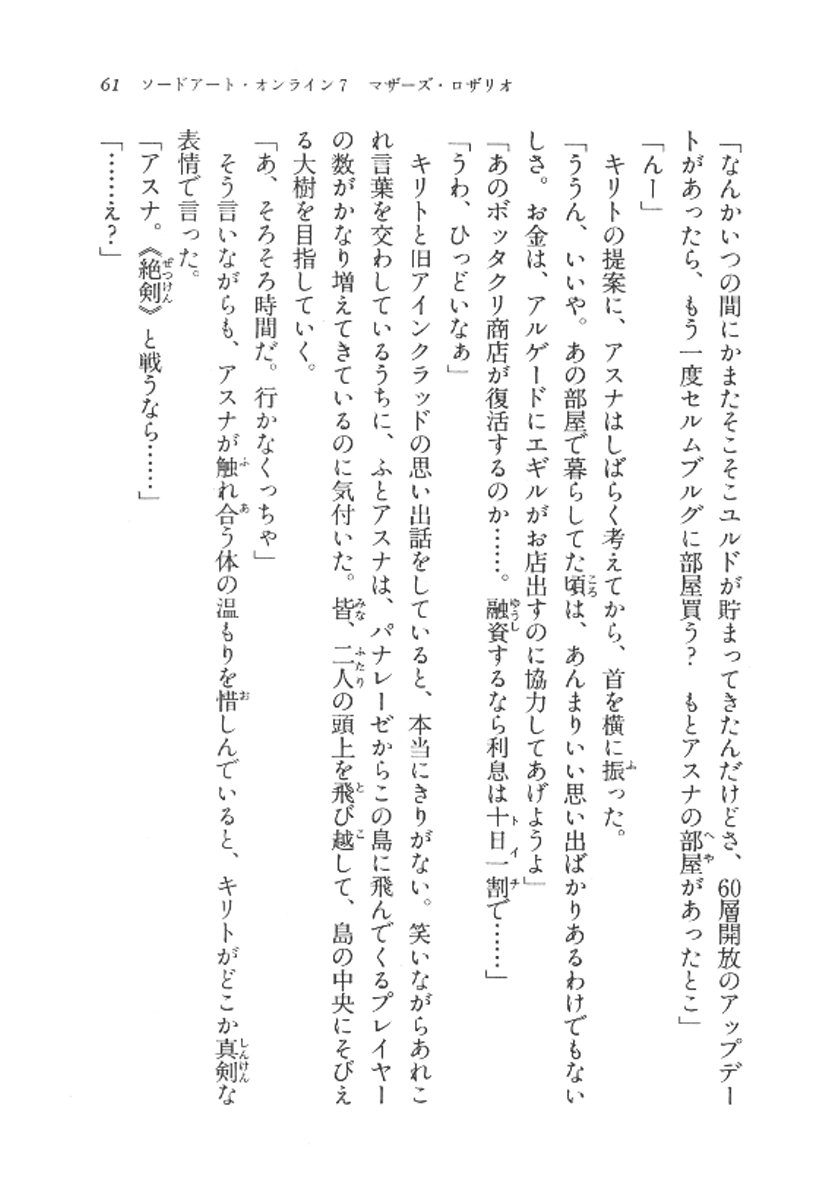 61　ソードアート・オンライン7　マザーズ・ロザリオ
「なんかいつの間にかまたそこそこユルドが貯まってきたんだけどさ、60層開放のアップデー
トがあったら、もう一度セルムブルグに部屋買う？　もとアスナの部屋があったとこ」
「んー」
　キリトの提案に、アスナはしばらく考えてから、首を横に振った。
「ううん、いいや。あの部屋で暮らしてた頃は、あんまりいい思い出ばかりあるわけでもない
しさ。お金は、アルゲードにエギルがお店出すのに協力してあげようよ」
「あのボッタクリ商店が復活するのか……。融資するなら利息は十日一割で……」
「うわ、ひっどいなぁ」
　キリトと旧アインクラッドの思い出話をしていると、本当にきりがない。笑いながらあれこ
れ言葉を交わしているうちに、ふとアスナは、パナレーゼからこの島に飛んでくるプレイヤー
の数がかなり増えてきているのに気付いた。皆、二人の頭上を飛び越して、島の中央にそびえ
る大樹を目指していく。
「あ、そろそろ時間だ。行かなくっちゃ」
　そう言いながらも、アスナが触れ合う体の温もりを惜しんでいると、キリトがどこか真剣な
表情で言った。
「アスナ。《絶剣》と戦うなら……」
「……え？」